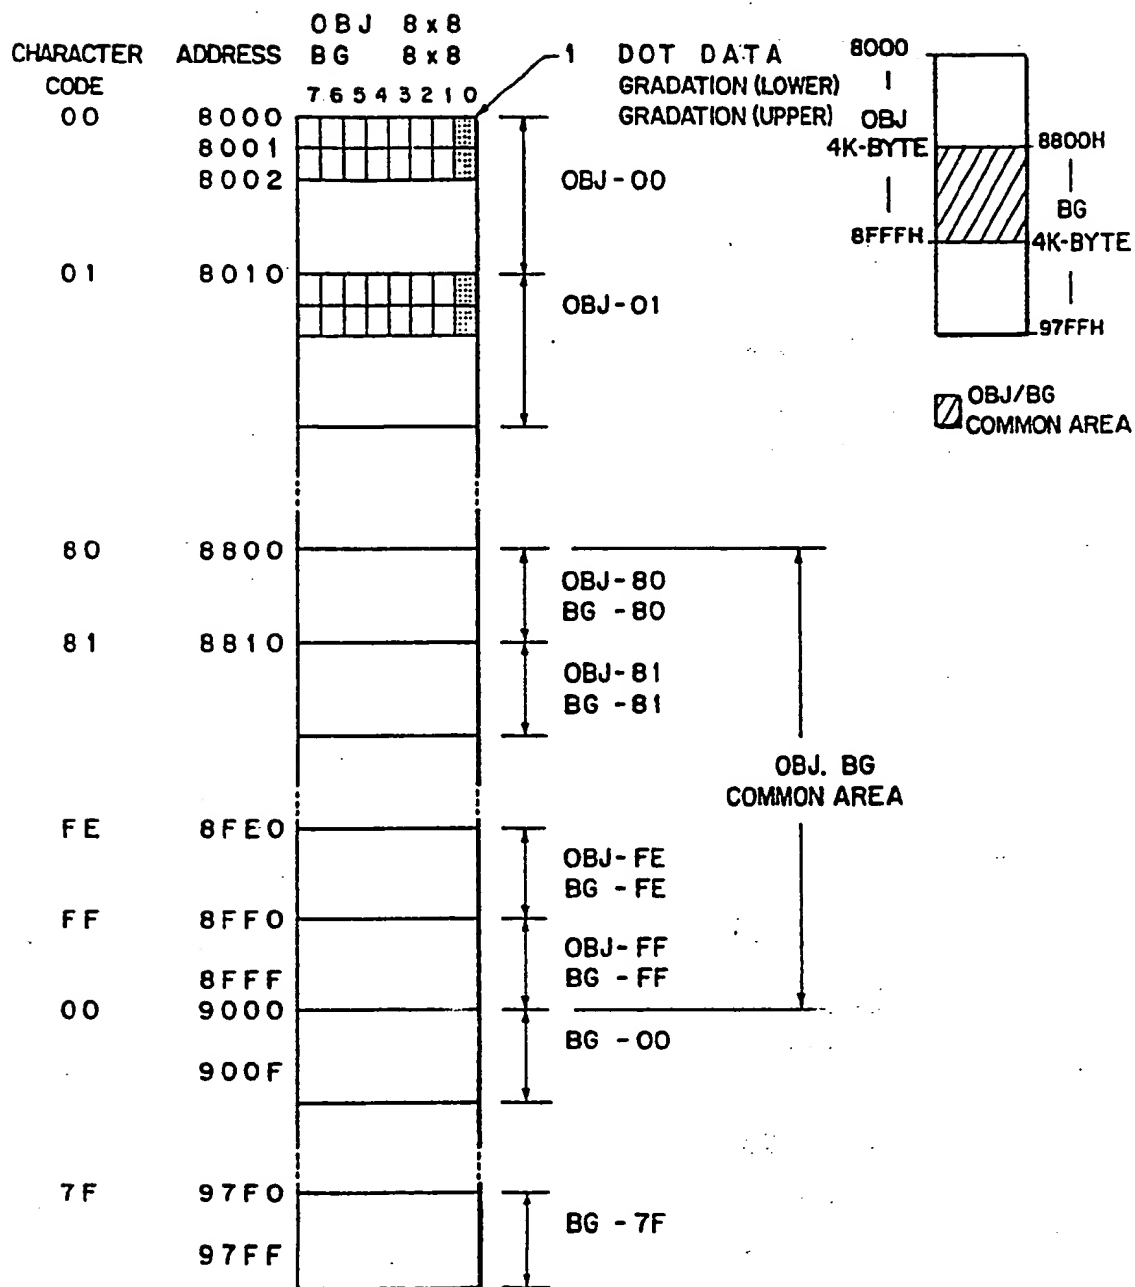 OBJ 8x8
CHARACTER ADDRESS BG 8x8 1 DOT DATA
CODE 7 6 5 4 3 2 1 0 GRADATION (LOWER)
00 8000 GRADATION (UPPER)
8001
8002 OBJ-00
01 8010
OBJ-01
80 8800
OBJ-80
BG -80
81 8810
OBJ-81
BG -81
OBJ. BG
COMMON AREA
FE 8FE0
OBJ-FE
BG -FE
FF 8FF0
OBJ-FF
8FFF BG -FF
00 9000
BG -00
900F
7F 97F0
BG -7F
97FF
8000
OBJ
4K-BYTE
8FFFH
8800H
BG
4K-BYTE
97FFH
OBJ/BG
COMMON AREA